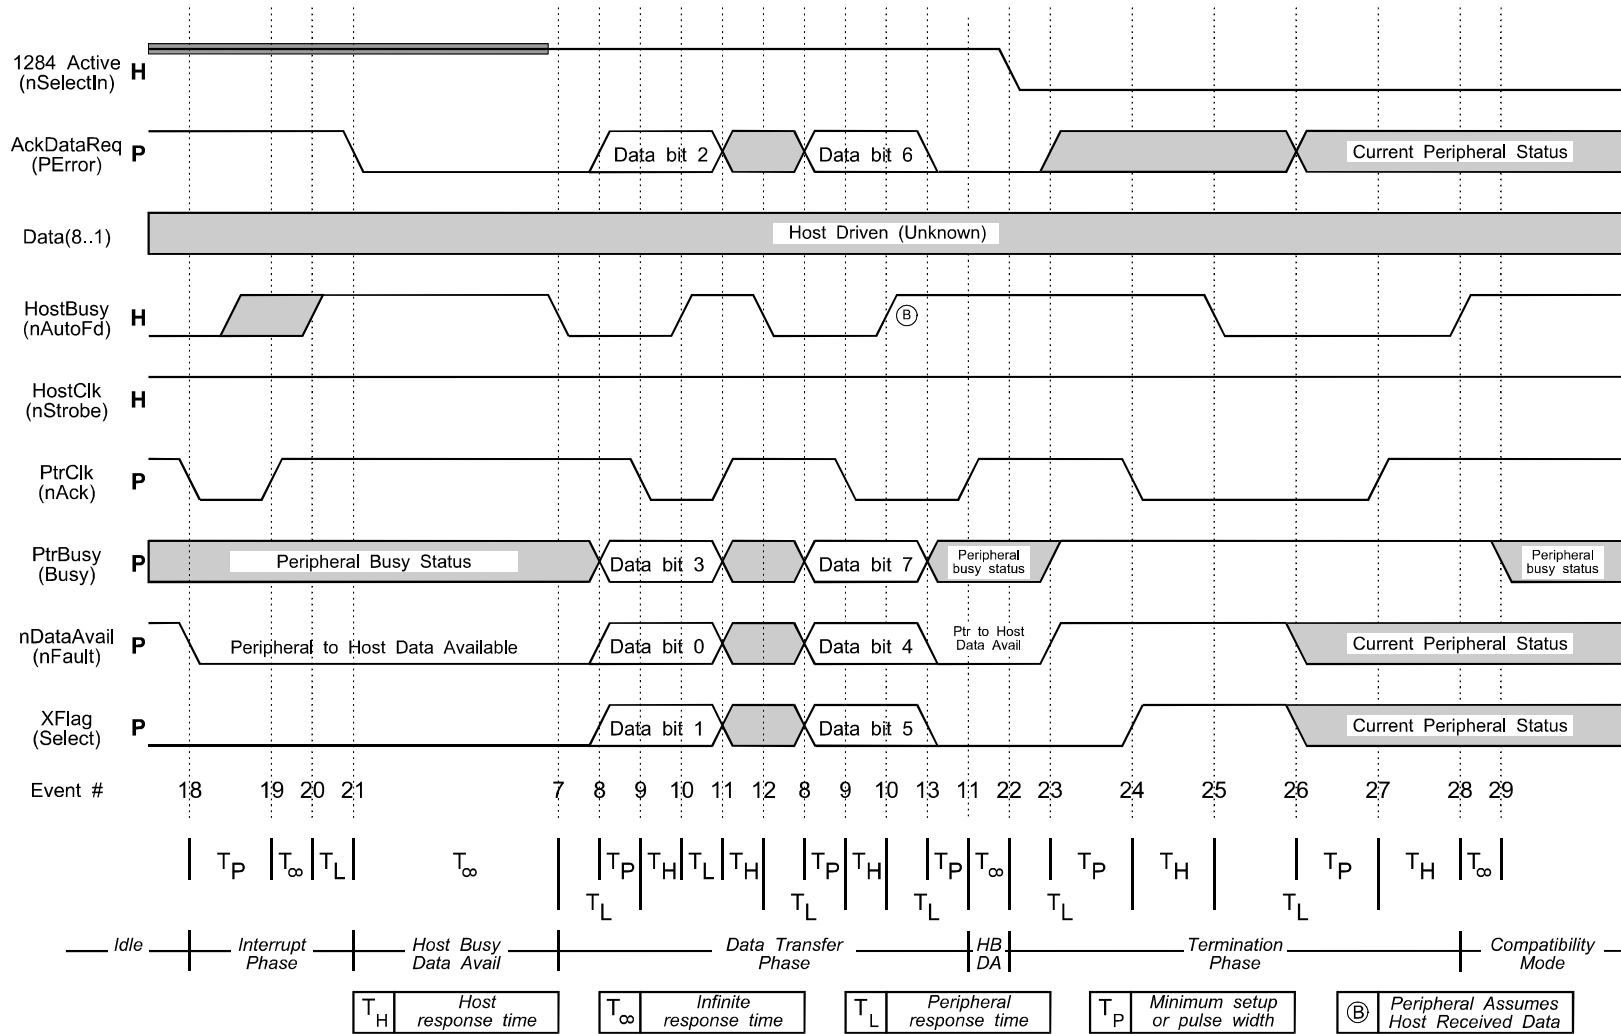 1284 Active
(nSelectIn)
H
AckDataReq
(PError)
P
Data bit 2
Data bit 6
Current Peripheral Status
Data(8..1)
Host Driven (Unknown)
HostBusy
(nAutoFd)
H
B
HostClk
(nStrobe)
H
PtrClk
(nAck)
P
PtrBusy
(Busy)
P
Peripheral Busy Status
Data bit 3
Data bit 7
Peripheral
busy status
Peripheral
busy status
nDataAvail
(nFault)
P
Peripheral to Host Data Available
Data bit 0
Data bit 4
Ptr to Host
Data Avail
Current Peripheral Status
XFlag
(Select)
P
Data bit 1
Data bit 5
Current Peripheral Status
Event # 18 19 20 21 7 8 9 10 11 12 8 9 10 13 11 22 23 24 25 26 27 28 29
TP T∞ TL T∞ TP TH TL TH TP TH TP T∞ TP TH TP TH T∞
TL TL TL TL TL
Idle
Interrupt
Phase
Host Busy
Data Avail
Data Transfer
Phase
HB
DA
Termination
Phase
Compatibility
Mode
TH
Host
response time
T∞
Infinite
response time
TL
Peripheral
response time
TP
Minimum setup
or pulse width
B
Peripheral Assumes
Host Received Data